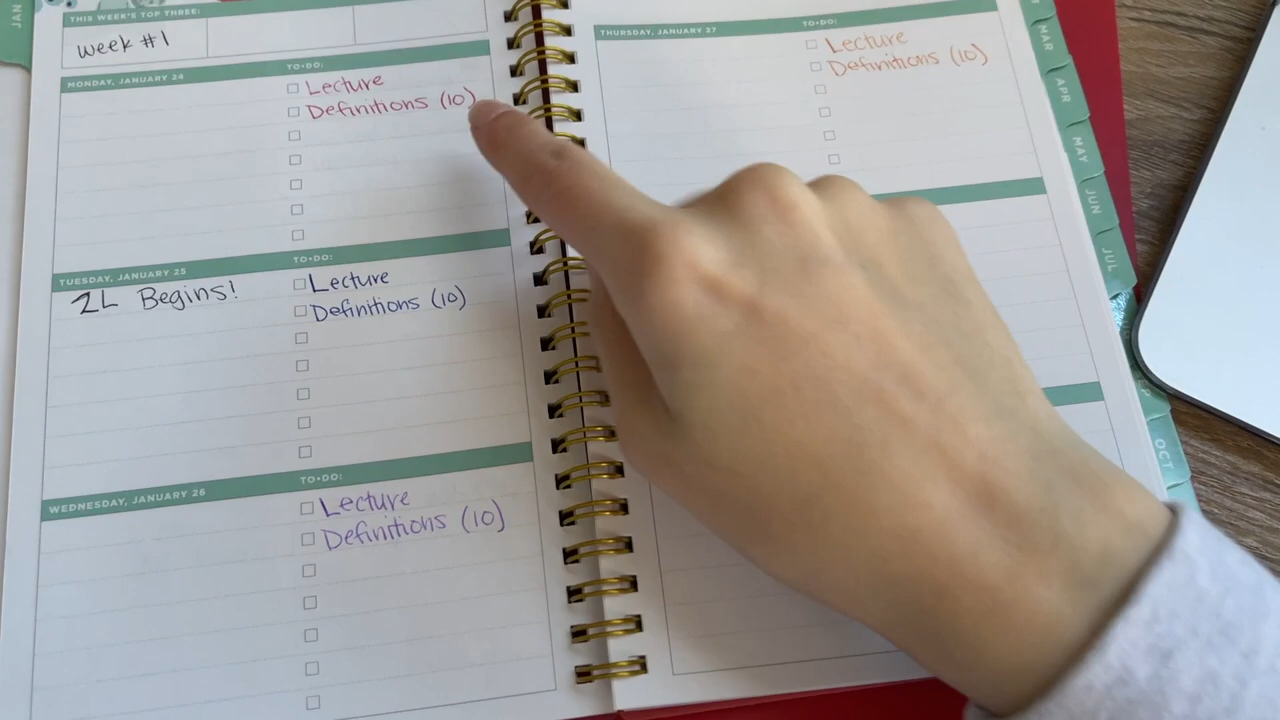 JAN
THIS WEEK'S TOP THREE:
week #1
MONDAY, JANUARY 24
TO•DO:
Lecture
Definitions (10)
TUESDAY, JANUARY 25
TO•DO:
2L Begins!
Lecture
Definitions (10)
WEDNESDAY, JANUARY 26
TO•DO:
Lecture
Definitions (10)
THURSDAY, JANUARY 27
TO•DO:
Lecture
Definitions (10)
MAR
APR
MAY
JUN
JUL
OCT